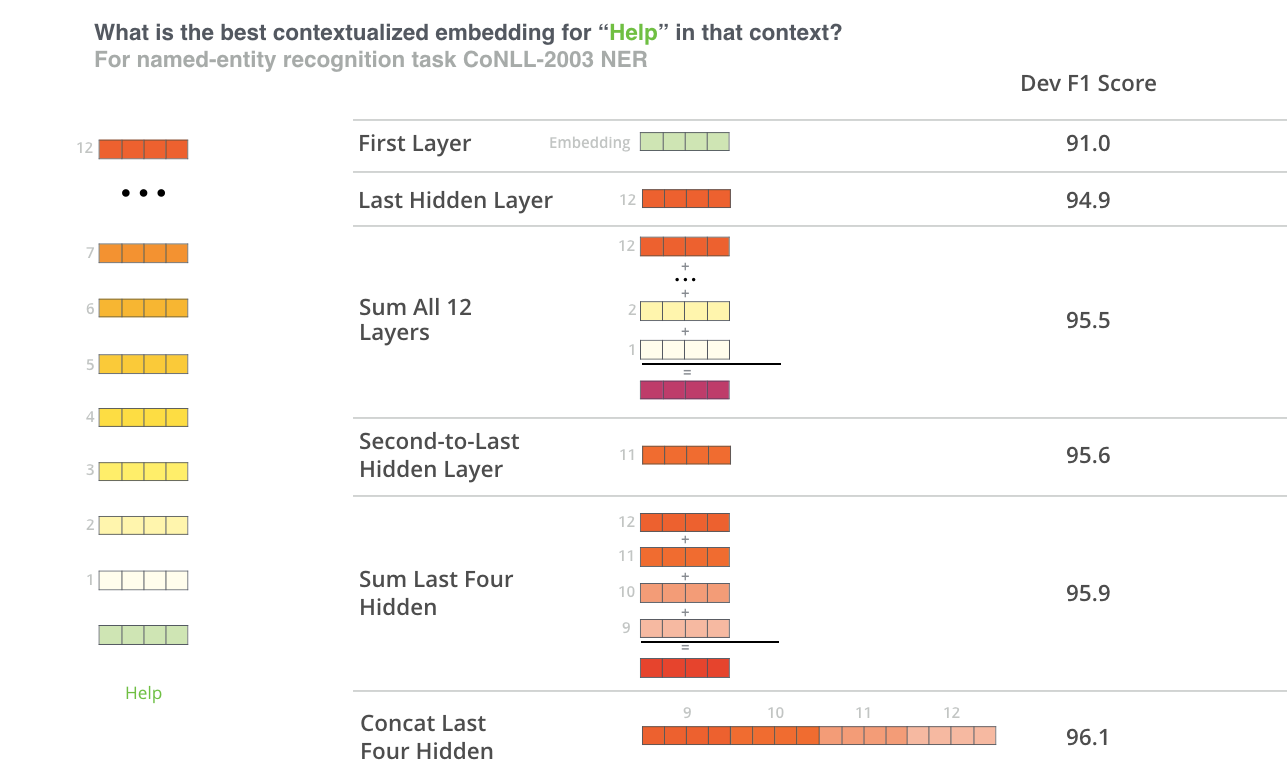 What is the best contextualized embedding for “Help” in that context?
For named-entity recognition task CoNLL-2003 NER
Dev F1 Score
12
7
6
5
4
3
2
1
Help
First Layer
Embedding
91.0
Last Hidden Layer
12
94.9
Sum All 12
Layers
12
+
...
+
2
+
1
=
95.5
Second-to-Last
Hidden Layer
11
95.6
Sum Last Four
Hidden
12
+
11
+
10
+
9
=
95.9
Concat Last
Four Hidden
9 10 11 12
96.1